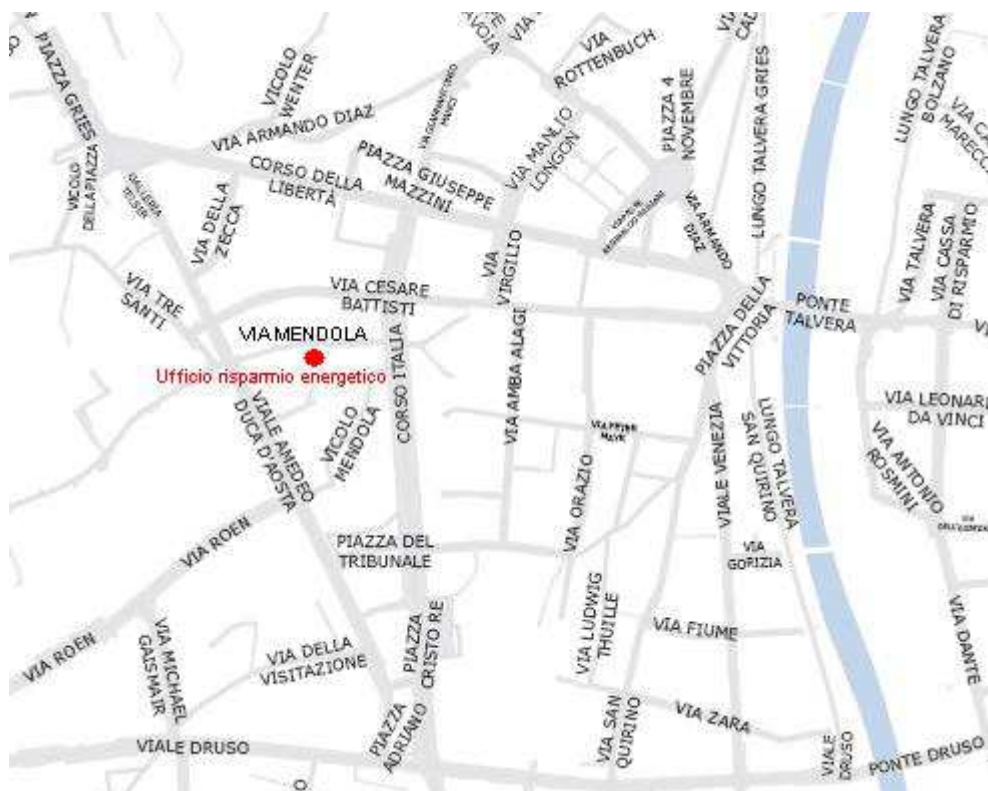 PIAZZA GRIES
VICOLO
WENTER
VIA
ROTTENBUCH
PIAZZA 4
NOVEMBRE
LUNGO TALVERA GRIES
LUNGO TALVERA
BOLZANO
VIA ARMANDO DIAZ
VICOLO
DELLA PIAZZA
GALLERIA
TELSER
CORSO DELLA
LIBERTÀ
PIAZZA GIUSEPPE
MAZZINI
VIA MANLIO
LONGON
VIA DELLA
ZECCA
VIA ARMANDO
DIAZ
VIA TALVERA
VIA CASSA
DI RISPARMIO
VIA TRE
SANTI
VIA CESARE
BATTISTI
VIA
VIRGILIO
PIAZZA DELLA
VITTORIA
PONTE
TALVERA
VIA MENDOLA
Ufficio risparmio energetico
CORSO ITALIA
VIA AMBA ALAGI
VIALE AMEDEO
DUCA D'AOSTA
VICOLO
MENDOLA
VIA PETER
MAYR
VIALE VENEZIA
LUNGO TALVERA
SAN QUIRINO
VIA LEONAR
DA VINCI
VIA ANTONIO
ROSMINI
VIA ROEN
PIAZZA DEL
TRIBUNALE
VIA ORAZIO
VIA
GORIZIA
VIA ROEN
VIA MICHAEL
GAISMAIR
VIA DELLA
VISITAZIONE
PIAZZA
CRISTO RE
VIA LUDWIG
THUILLE
VIA FIUME
VIA DANTE
PIAZZA
ADRIANO
VIA SAN
QUIRINO
VIA ZARA
VIALE DRUSO
VIALE
DRUSO
PONTE DRUSO